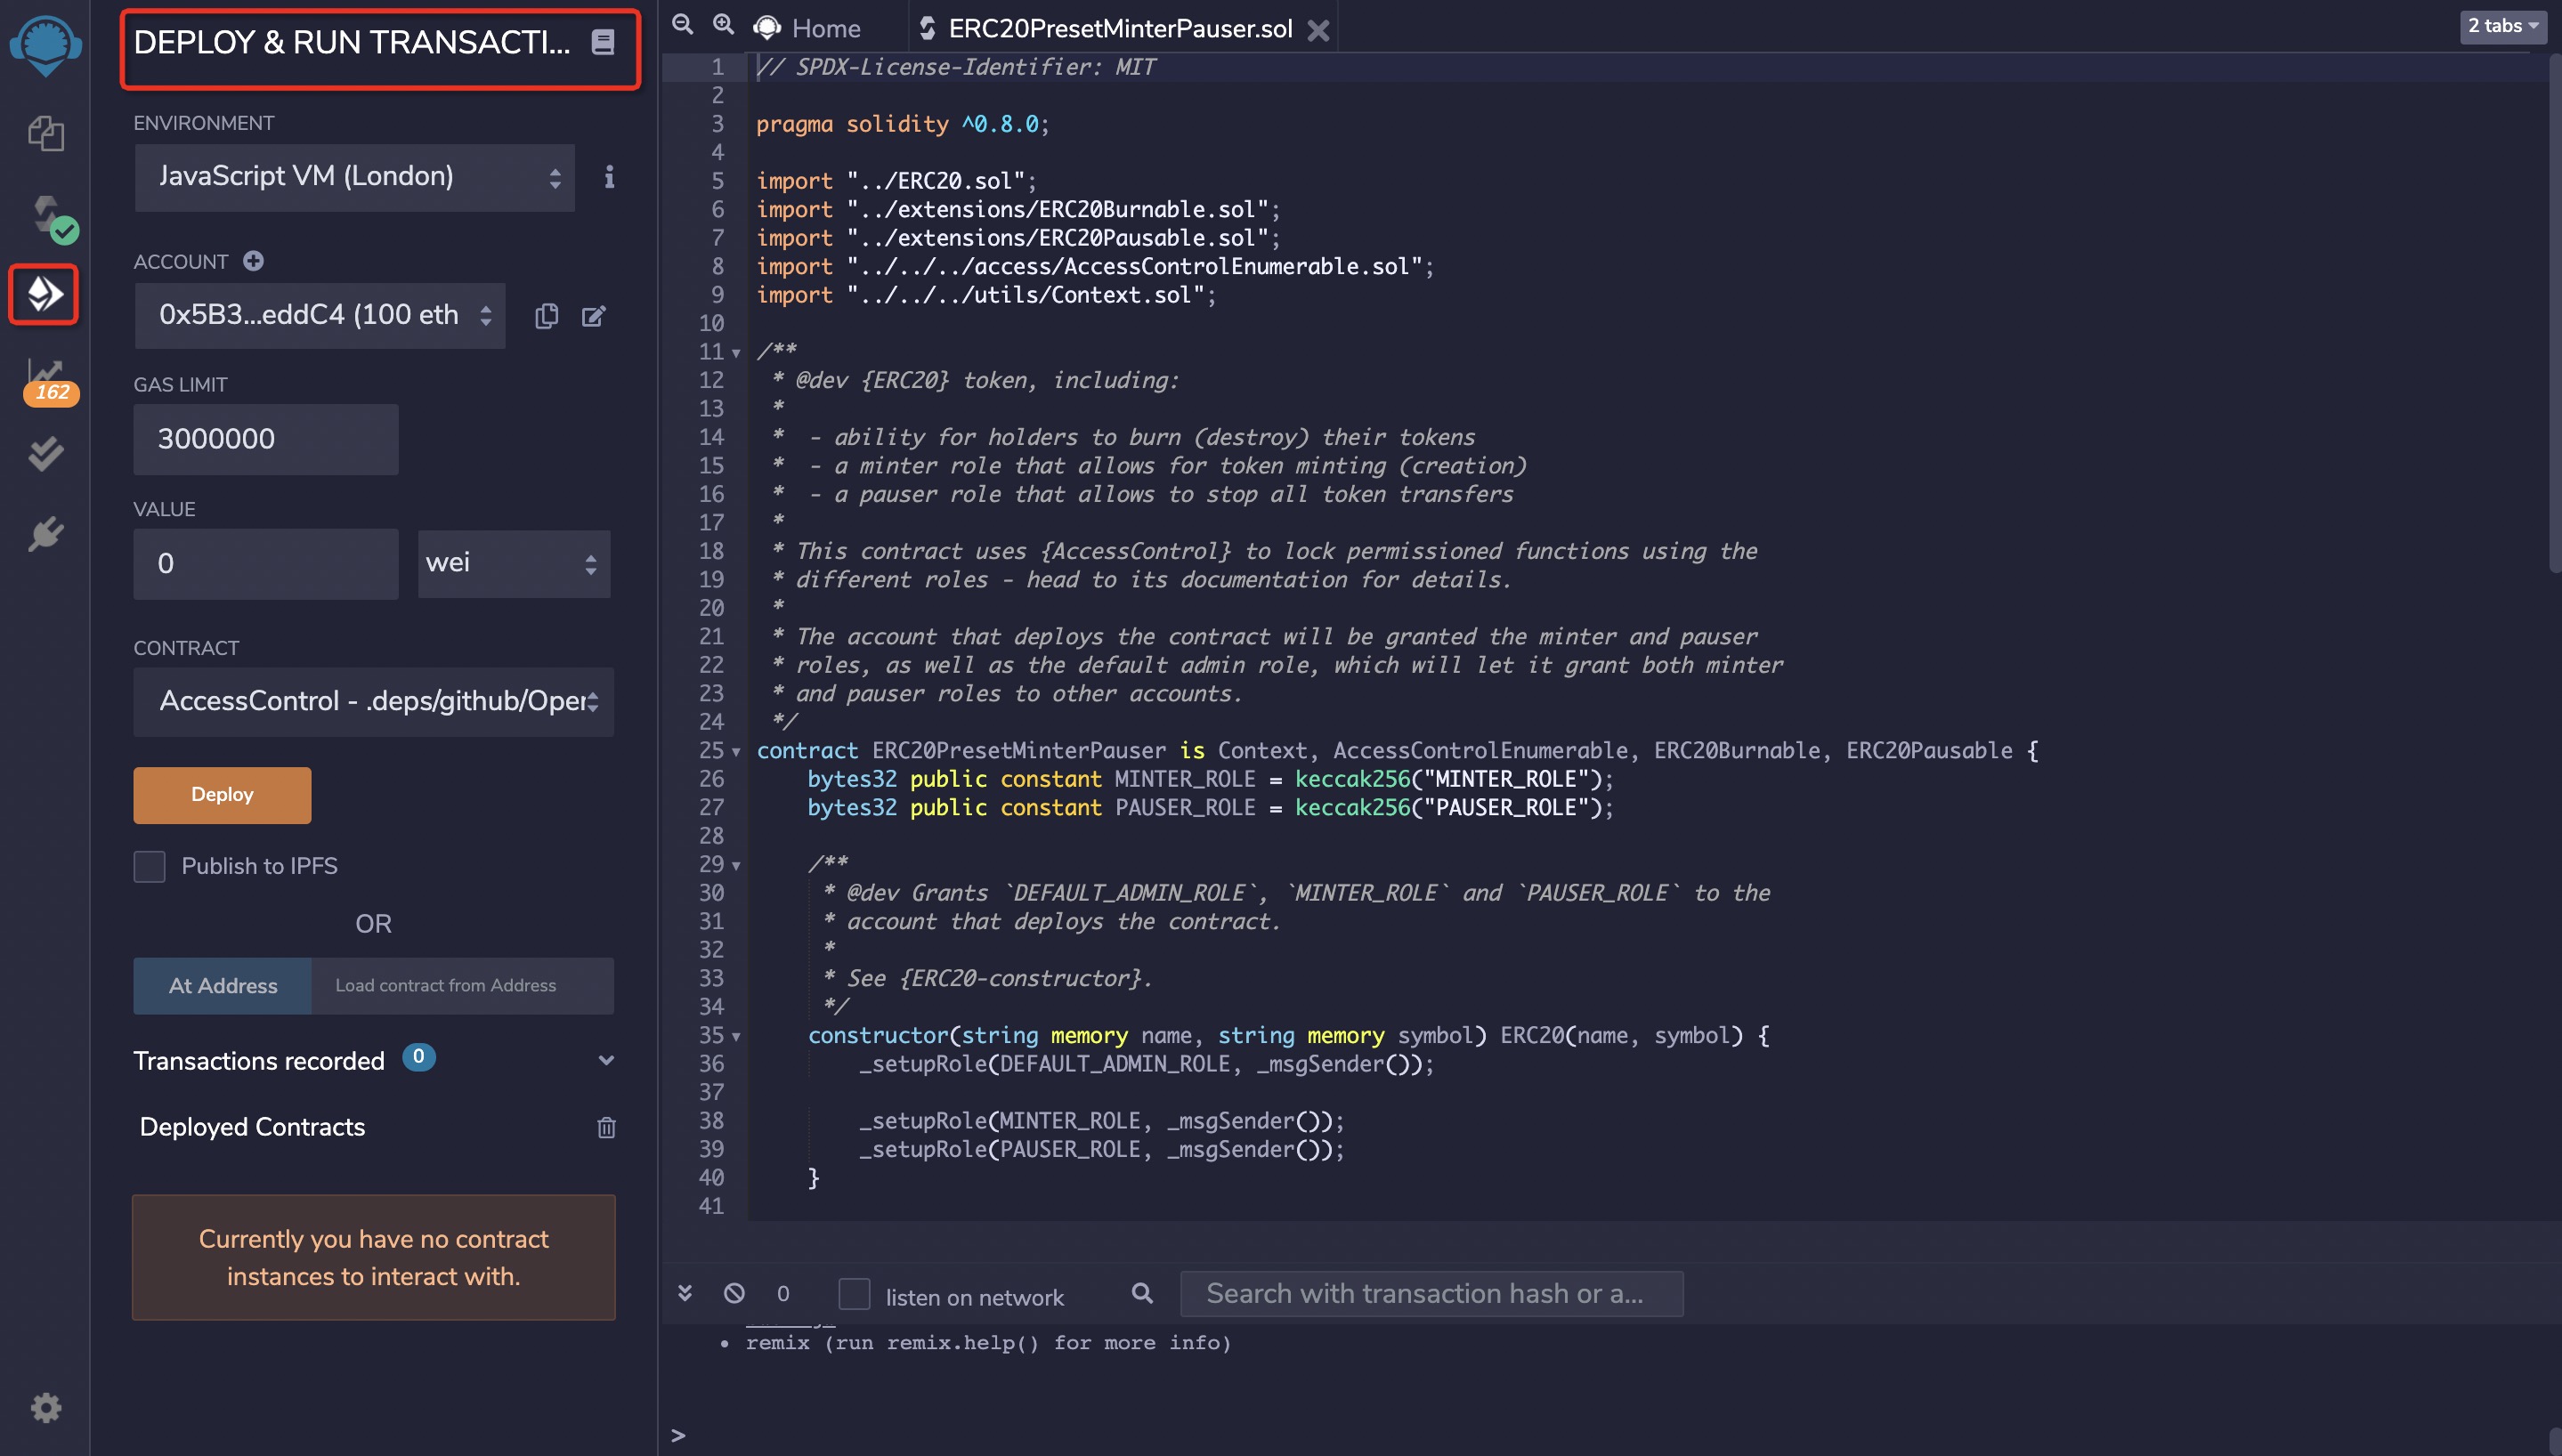 DEPLOY & RUN TRANSACTI...
ENVIRONMENT
JavaScript VM (London)
ACCOUNT
0x5B3...eddC4 (100 eth
GAS LIMIT
3000000
VALUE
0
wei
CONTRACT
AccessControl - .deps/github/Oper
Deploy
Publish to IPFS
OR
At Address
Load contract from Address
Transactions recorded 0
Deployed Contracts
Currently you have no contract
instances to interact with.
162
Home
ERC20PresetMinterPauser.sol
2 tabs
1 // SPDX-License-Identifier: MIT
2
3 pragma solidity ^0.8.0;
4
5 import "../ERC20.sol";
6 import "../extensions/ERC20Burnable.sol";
7 import "../extensions/ERC20Pausable.sol";
8 import "../../../access/AccessControlEnumerable.sol";
9 import "../../../utils/Context.sol";
10
11 /**
12 * @dev {ERC20} token, including:
13 *
14 * - ability for holders to burn (destroy) their tokens
15 * - a minter role that allows for token minting (creation)
16 * - a pauser role that allows to stop all token transfers
17 *
18 * This contract uses {AccessControl} to lock permissioned functions using the
19 * different roles - head to its documentation for details.
20 *
21 * The account that deploys the contract will be granted the minter and pauser
22 * roles, as well as the default admin role, which will let it grant both minter
23 * and pauser roles to other accounts.
24 */
25 contract ERC20PresetMinterPauser is Context, AccessControlEnumerable, ERC20Burnable, ERC20Pausable {
26 bytes32 public constant MINTER_ROLE = keccak256("MINTER_ROLE");
27 bytes32 public constant PAUSER_ROLE = keccak256("PAUSER_ROLE");
28
29 /**
30 * @dev Grants `DEFAULT_ADMIN_ROLE`, `MINTER_ROLE` and `PAUSER_ROLE` to the
31 * account that deploys the contract.
32 *
33 * See {ERC20-constructor}.
34 */
35 constructor(string memory name, string memory symbol) ERC20(name, symbol) {
36 _setupRole(DEFAULT_ADMIN_ROLE, _msgSender());
37
38 _setupRole(MINTER_ROLE, _msgSender());
39 _setupRole(PAUSER_ROLE, _msgSender());
40 }
41
0
listen on network
Search with transaction hash or a...
• remix (run remix.help() for more info)
>